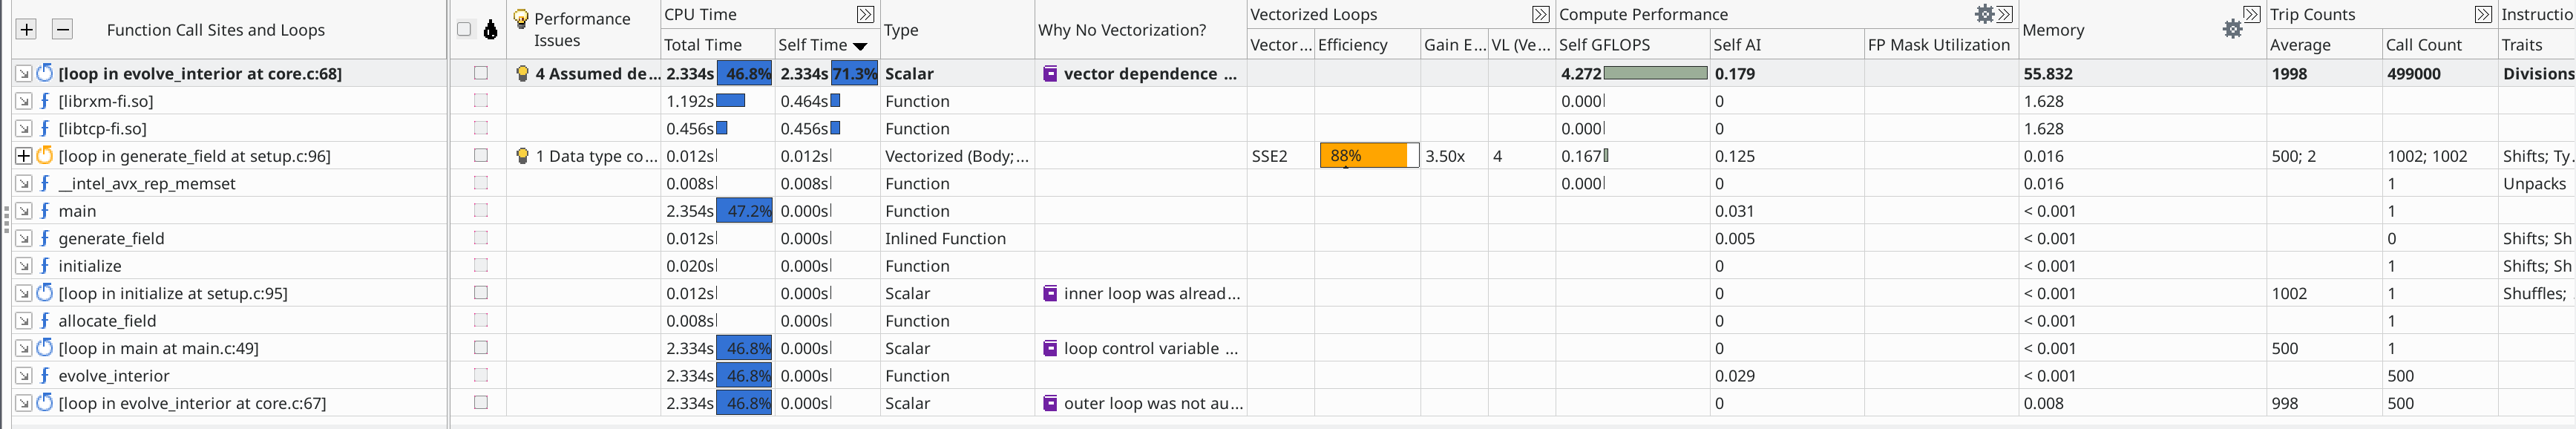 Function Call Sites and Loops Performance Issues CPU Time Type Why No Vectorization? Vectorized Loops Compute Performance Memory Trip Counts Instructio
Total Time Self Time Vector... Efficiency Gain E... VL (Ve... Self GFLOPS Self AI FP Mask Utilization Average Call Count Traits
[loop in evolve_interior at core.c:68] 4 Assumed de... 2.334s 46.8% 2.334s 71.3% Scalar vector dependence ... 4.272 0.179 55.832 1998 499000 Divisions
[librxm-fi.so] 1.192s 0.464s Function 0.000 0 1.628
[libtcp-fi.so] 0.456s 0.456s Function 0.000 0 1.628
[loop in generate_field at setup.c:96] 1 Data type co... 0.012s 0.012s Vectorized (Body;... SSE2 88% 3.50x 4 0.167 0.125 0.016 500; 2 1002; 1002 Shifts; Ty.
__intel_avx_rep_memset 0.008s 0.008s Function 0.000 0 0.016 1 Unpacks
main 2.354s 47.2% 0.000s Function 0.031 < 0.001 1
generate_field 0.012s 0.000s Inlined Function 0.005 < 0.001 0 Shifts; Sh
initialize 0.020s 0.000s Function 0 < 0.001 1 Shifts; Sh
[loop in initialize at setup.c:95] 0.012s 0.000s Scalar inner loop was alread... 0 < 0.001 1002 1 Shuffles;
allocate_field 0.008s 0.000s Function 0 < 0.001 1
[loop in main at main.c:49] 2.334s 46.8% 0.000s Scalar loop control variable ... 0 < 0.001 500 1
evolve_interior 2.334s 46.8% 0.000s Function 0.029 < 0.001 500
[loop in evolve_interior at core.c:67] 2.334s 46.8% 0.000s Scalar outer loop was not au... 0 0.008 998 500